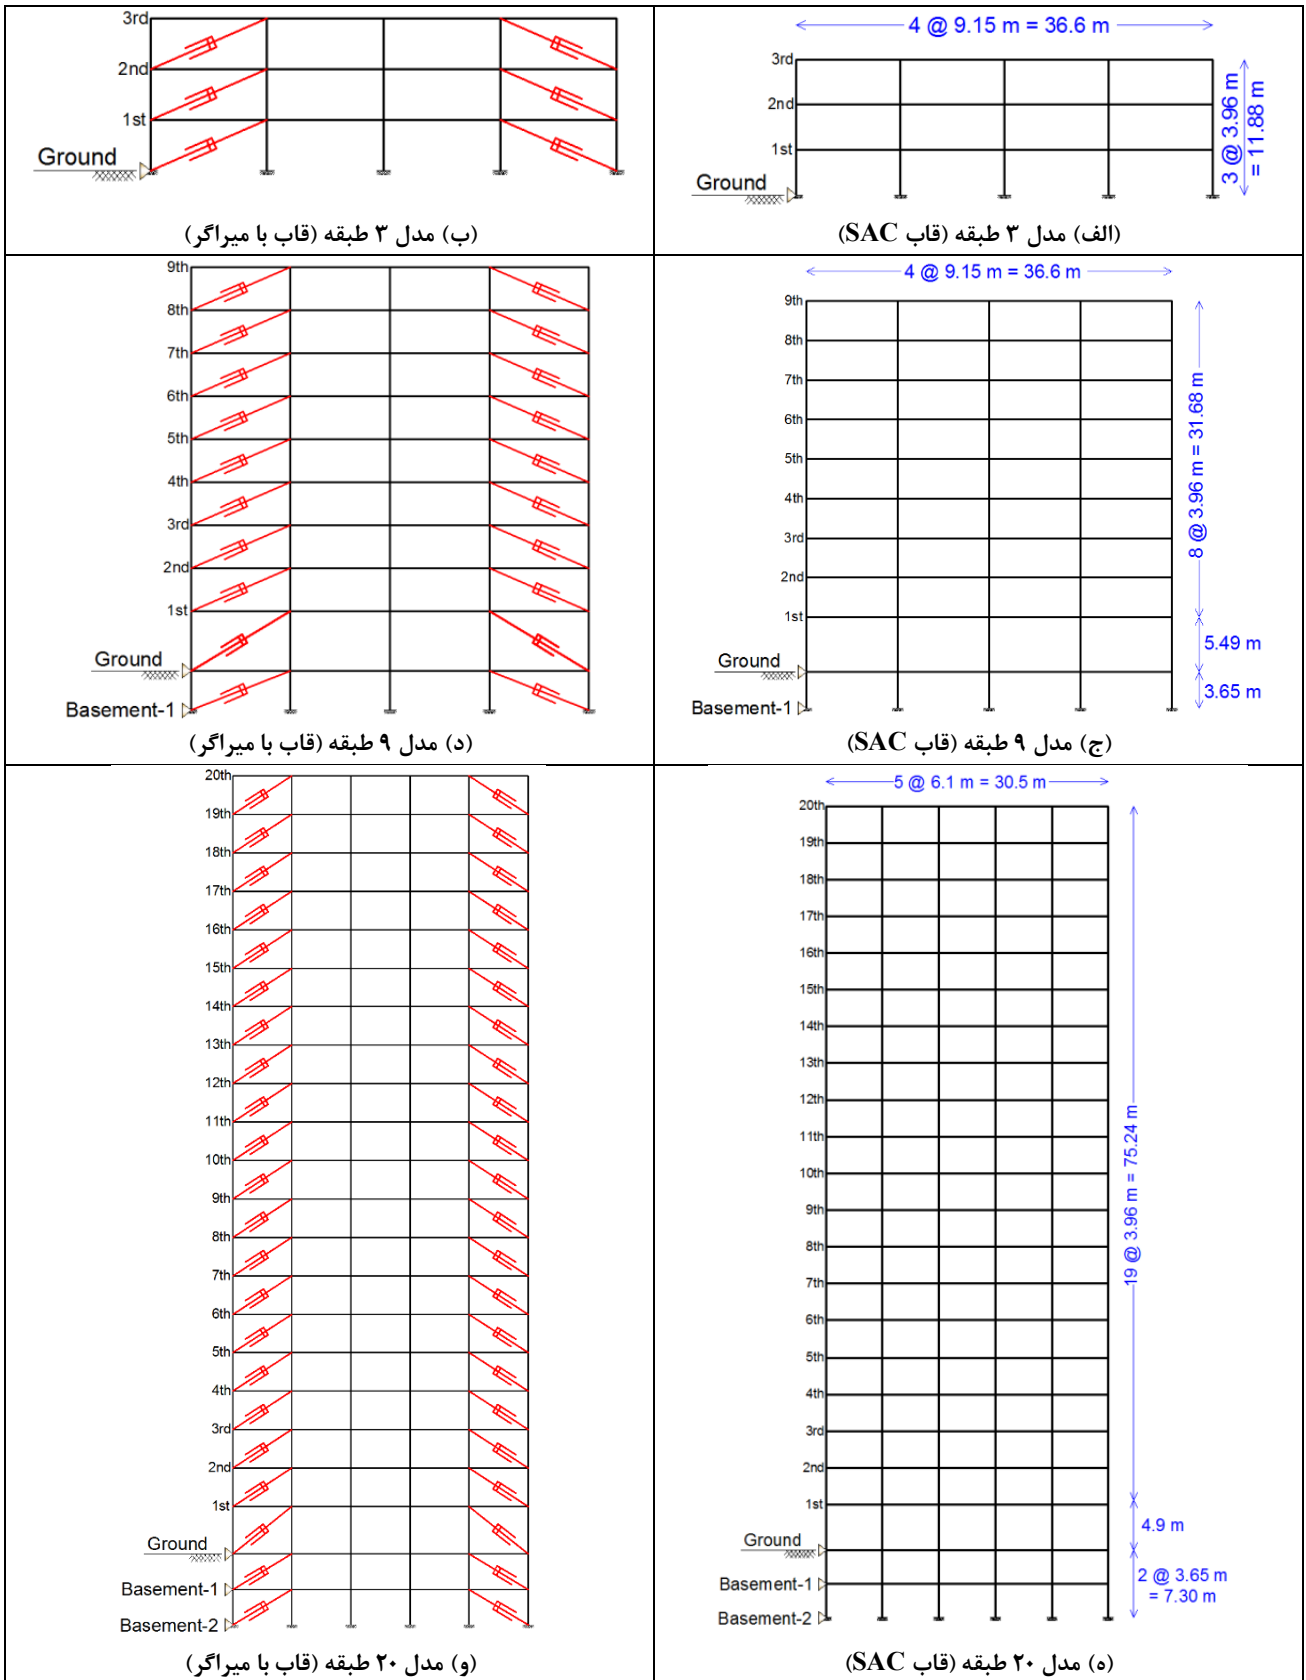 4 @ 9.15 m = 36.6 m
3rd
2nd
1st
Ground
3 @ 3.96 m
= 11.88 m
(الف) مدل ۳ طبقه (قاب SAC)
3rd
2nd
1st
Ground
(ب) مدل ۳ طبقه (قاب با میراگر)
4 @ 9.15 m = 36.6 m
9th
8th
7th
6th
5th
4th
3rd
2nd
1st
Ground
Basement-1
8 @ 3.96 m = 31.68 m
5.49 m
3.65 m
(ج) مدل ۹ طبقه (قاب SAC)
9th
8th
7th
6th
5th
4th
3rd
2nd
1st
Ground
Basement-1
(د) مدل ۹ طبقه (قاب با میراگر)
5 @ 6.1 m = 30.5 m
20th
19th
18th
17th
16th
15th
14th
13th
12th
11th
10th
9th
8th
7th
6th
5th
4th
3rd
2nd
1st
Ground
Basement-1
Basement-2
19 @ 3.96 m = 75.24 m
4.9 m
2 @ 3.65 m
= 7.30 m
(ه) مدل ۲۰ طبقه (قاب SAC)
20th
19th
18th
17th
16th
15th
14th
13th
12th
11th
10th
9th
8th
7th
6th
5th
4th
3rd
2nd
1st
Ground
Basement-1
Basement-2
(و) مدل ۲۰ طبقه (قاب با میراگر)